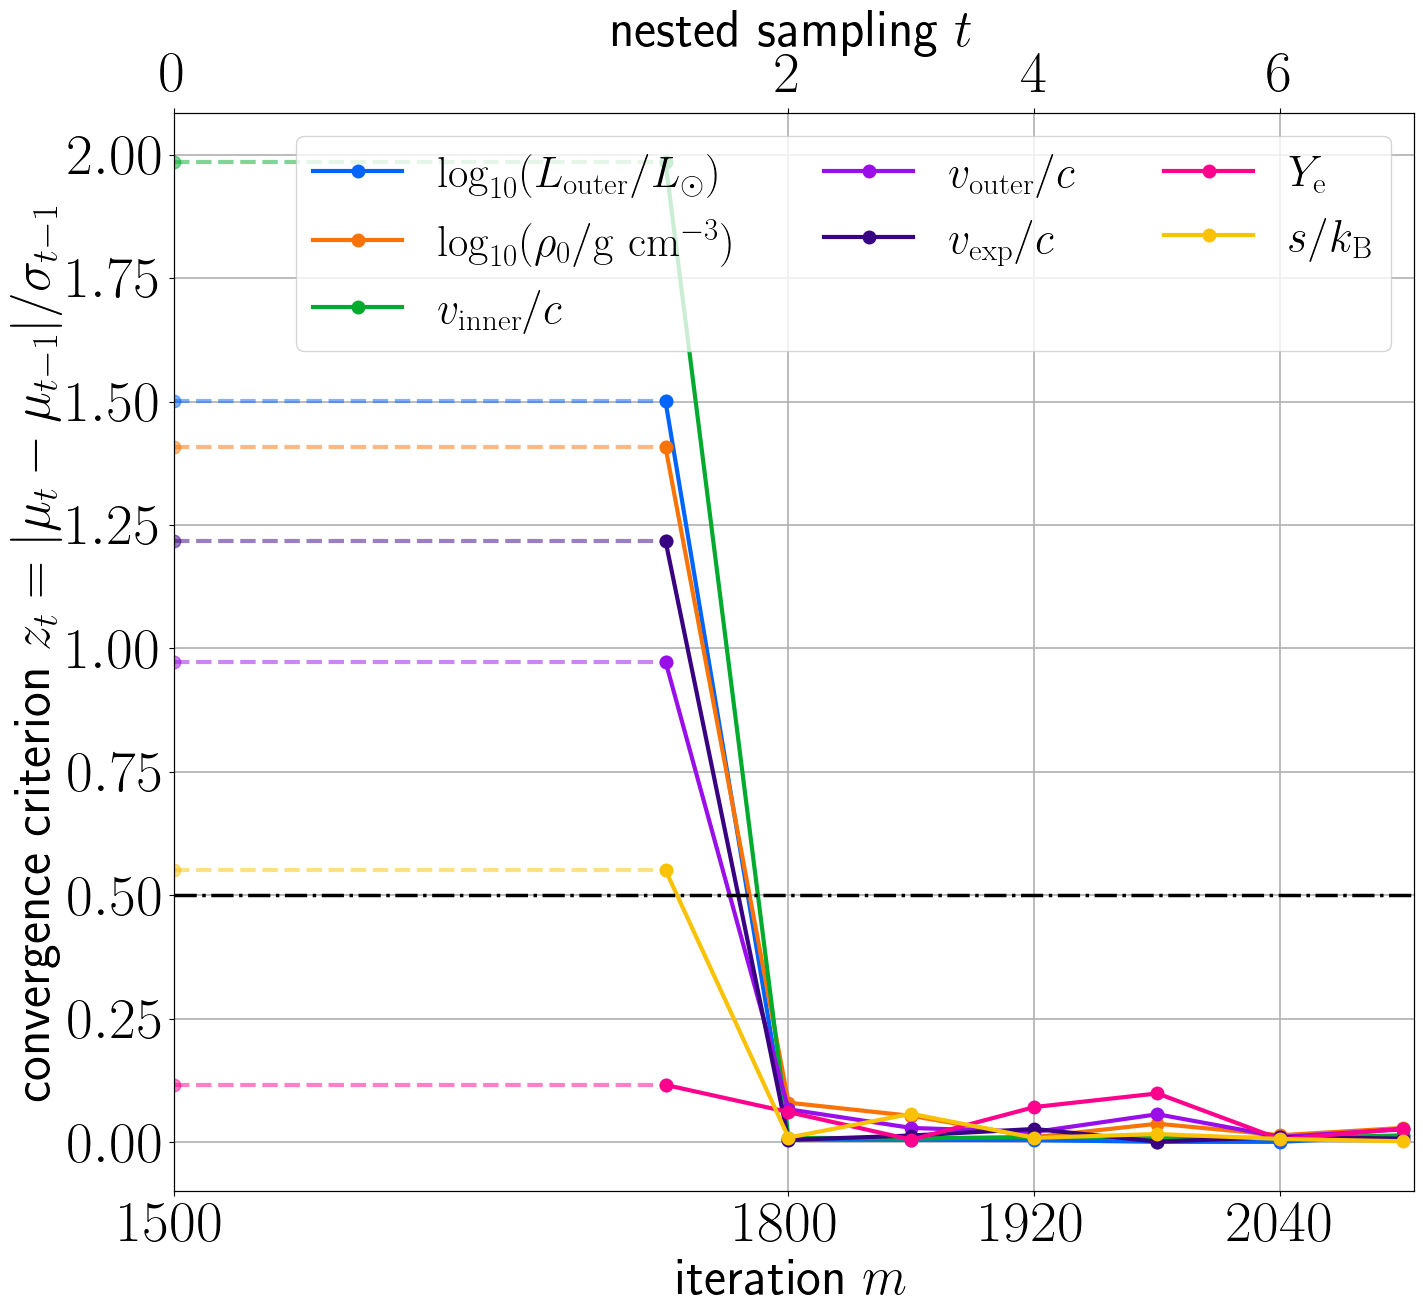 nested sampling t
0 2 4 6
convergence criterion z_t = |μ_t − μ_{t−1}|/σ_{t−1}
2.00
1.75
1.50
1.25
1.00
0.75
0.50
0.25
0.00
log₁₀(L_outer/L_⊙)
log₁₀(ρ₀/g cm⁻³)
v_inner/c
v_outer/c
v_exp/c
Y_e
s/k_B
1500 1800 1920 2040
iteration m